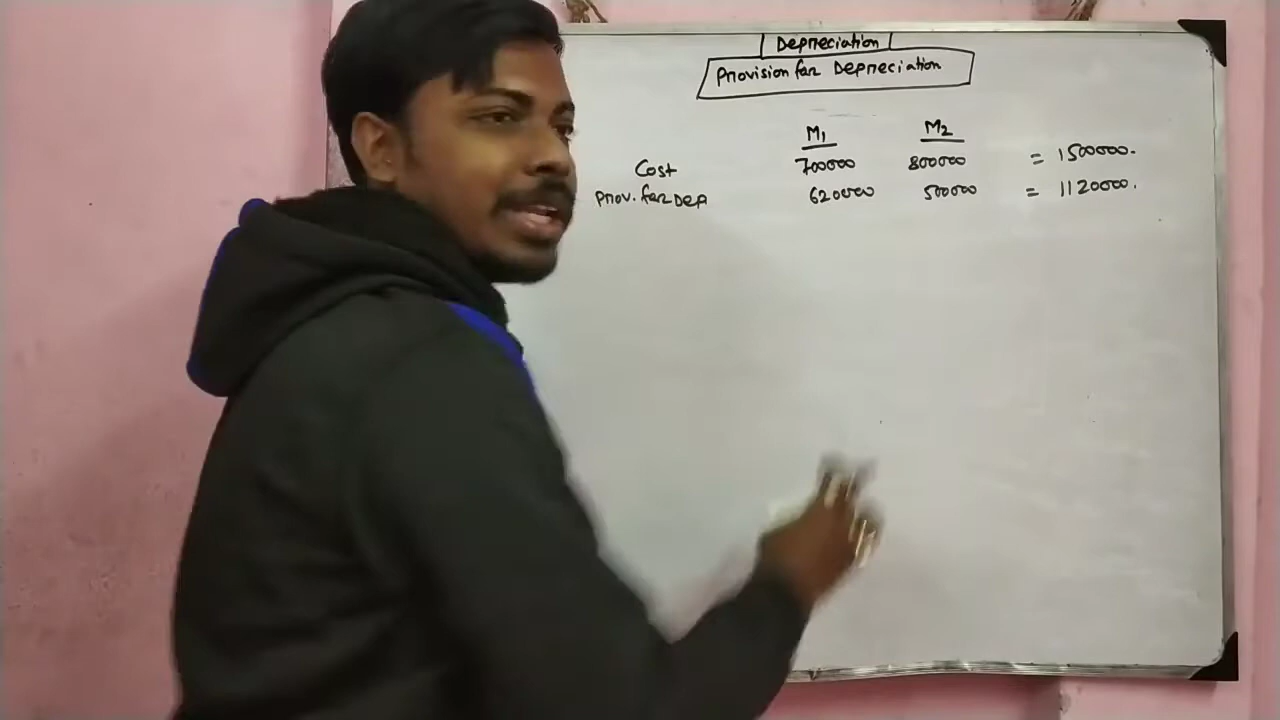 Depreciation
Provision for Depreciation
M1 M2
Cost 700000 800000 = 1500000.
Prov. for Dep 620000 500000 = 1120000.